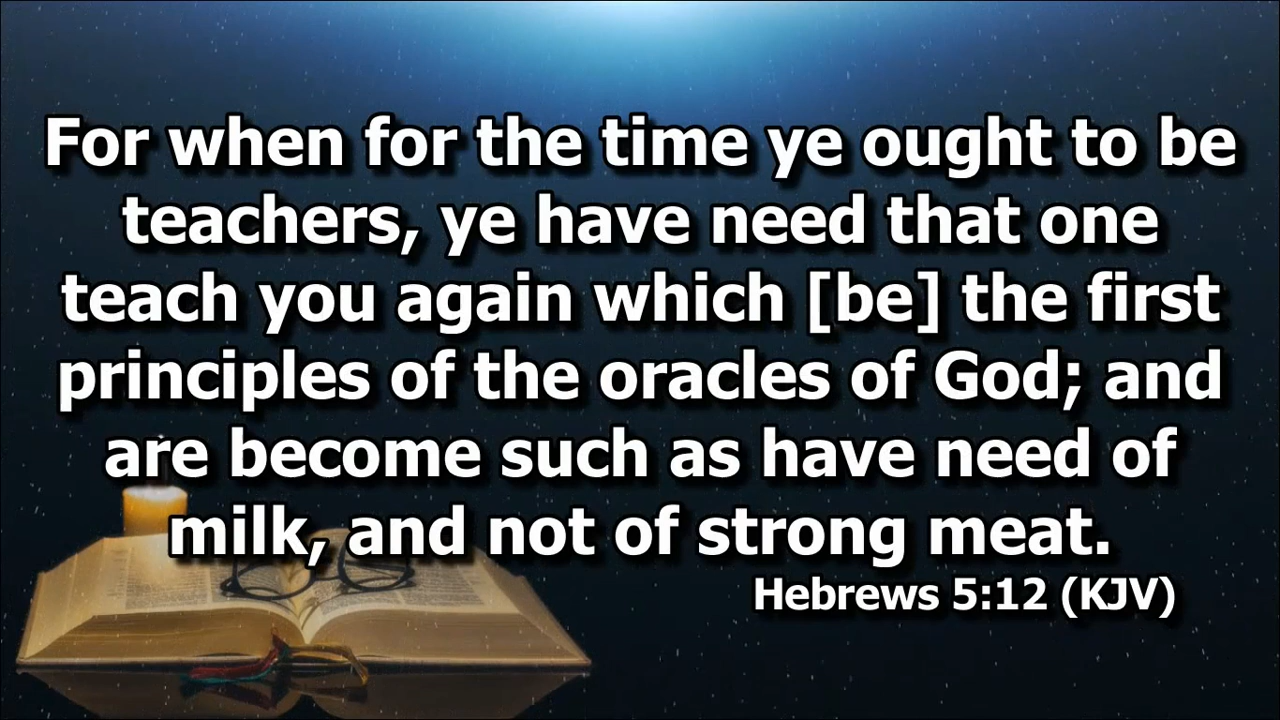 For when for the time ye ought to be
teachers, ye have need that one
teach you again which [be] the first
principles of the oracles of God; and
are become such as have need of
milk, and not of strong meat.
Hebrews 5:12 (KJV)